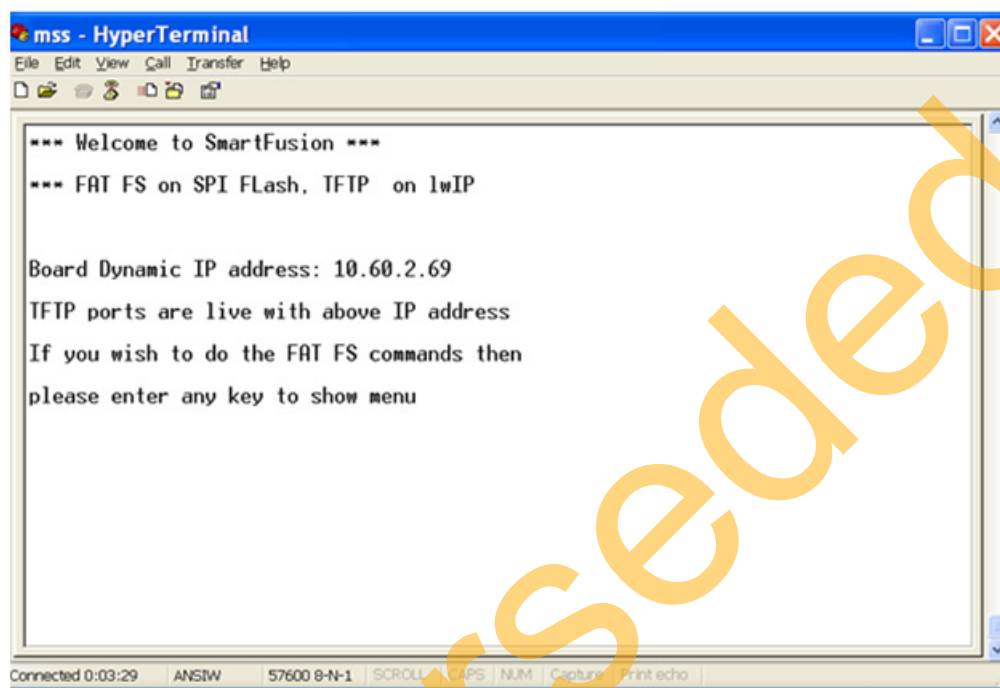 mss - HyperTerminal
File Edit View Call Transfer Help
*** Welcome to SmartFusion ***
*** FAT FS on SPI FLash, TFTP on lwIP
Board Dynamic IP address: 10.60.2.69
TFTP ports are live with above IP address
If you wish to do the FAT FS commands then
please enter any key to show menu
Connected 0:03:29 ANSIW 57600 8-N-1 SCROLL CAPS NUM Capture Print echo
rseded